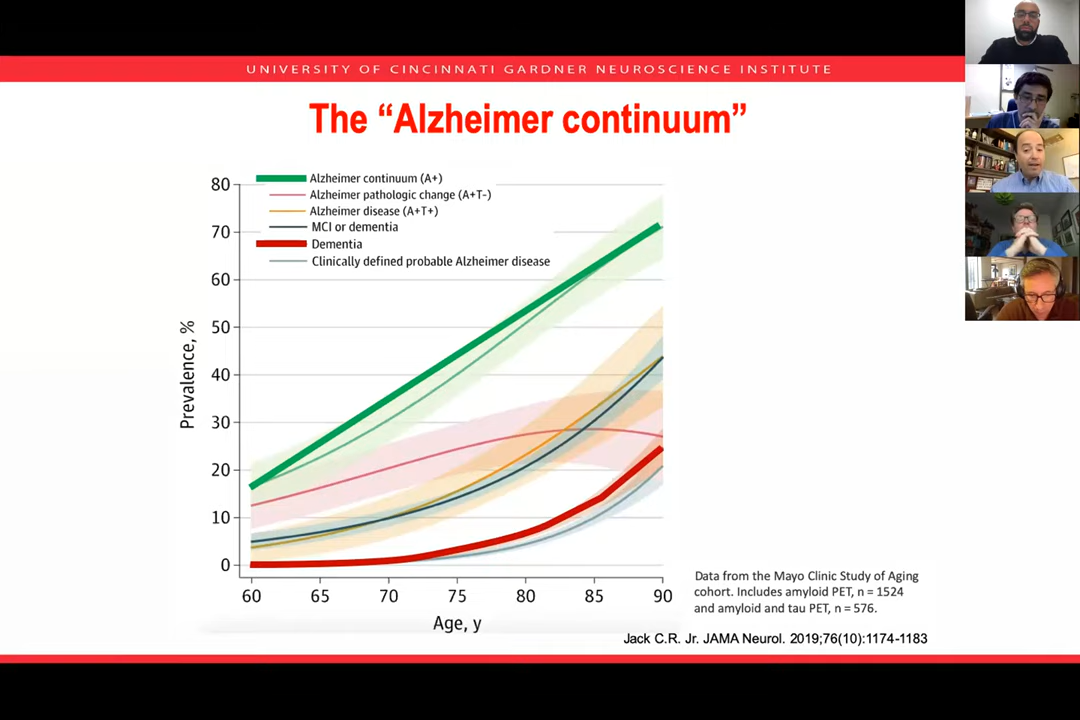 UNIVERSITY OF CINCINNATI GARDNER NEUROSCIENCE INSTITUTE
The “Alzheimer continuum”
Alzheimer continuum (A+)
Alzheimer pathologic change (A+T-)
Alzheimer disease (A+T+)
MCI or dementia
Dementia
Clinically defined probable Alzheimer disease
80
70
60
50
40
30
20
10
0
Prevalence, %
60 65 70 75 80 85 90
Age, y
Data from the Mayo Clinic Study of Aging
cohort. Includes amyloid PET, n = 1524
and amyloid and tau PET, n = 576.
Jack C.R. Jr. JAMA Neurol. 2019;76(10):1174-1183